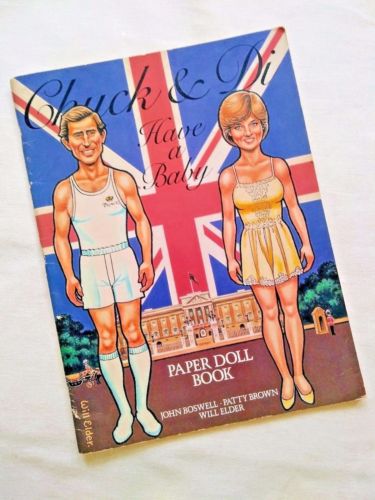 Chuck & Di
Have
a
Baby
PAPER DOLL
BOOK
JOHN BOSWELL · PATTY BROWN
WILL ELDER
Will Elder.